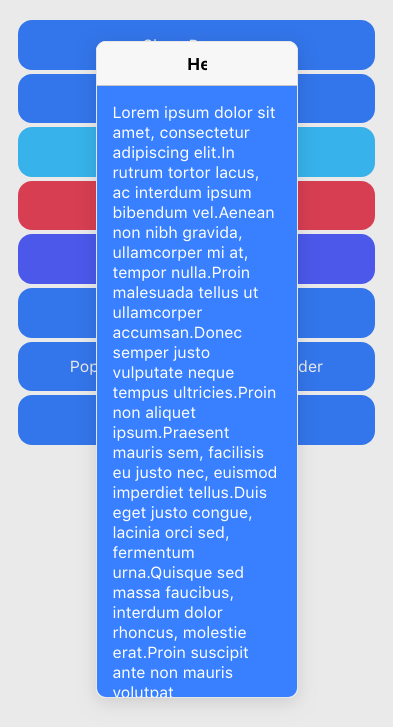 He
Lorem ipsum dolor sit
amet, consectetur
adipiscing elit.In
rutrum tortor lacus,
ac interdum ipsum
bibendum vel.Aenean
non nibh gravida,
ullamcorper mi at,
tempor nulla.Proin
malesuada tellus ut
ullamcorper
accumsan.Donec
semper justo
vulputate neque
tempus ultricies.Proin
non aliquet
ipsum.Praesent
mauris sem, facilisis
eu justo nec, euismod
imperdiet tellus.Duis
eget justo congue,
lacinia orci sed,
fermentum
urna.Quisque sed
massa faucibus,
interdum dolor
rhoncus, molestie
erat.Proin suscipit
ante non mauris
volutpat
Pop der